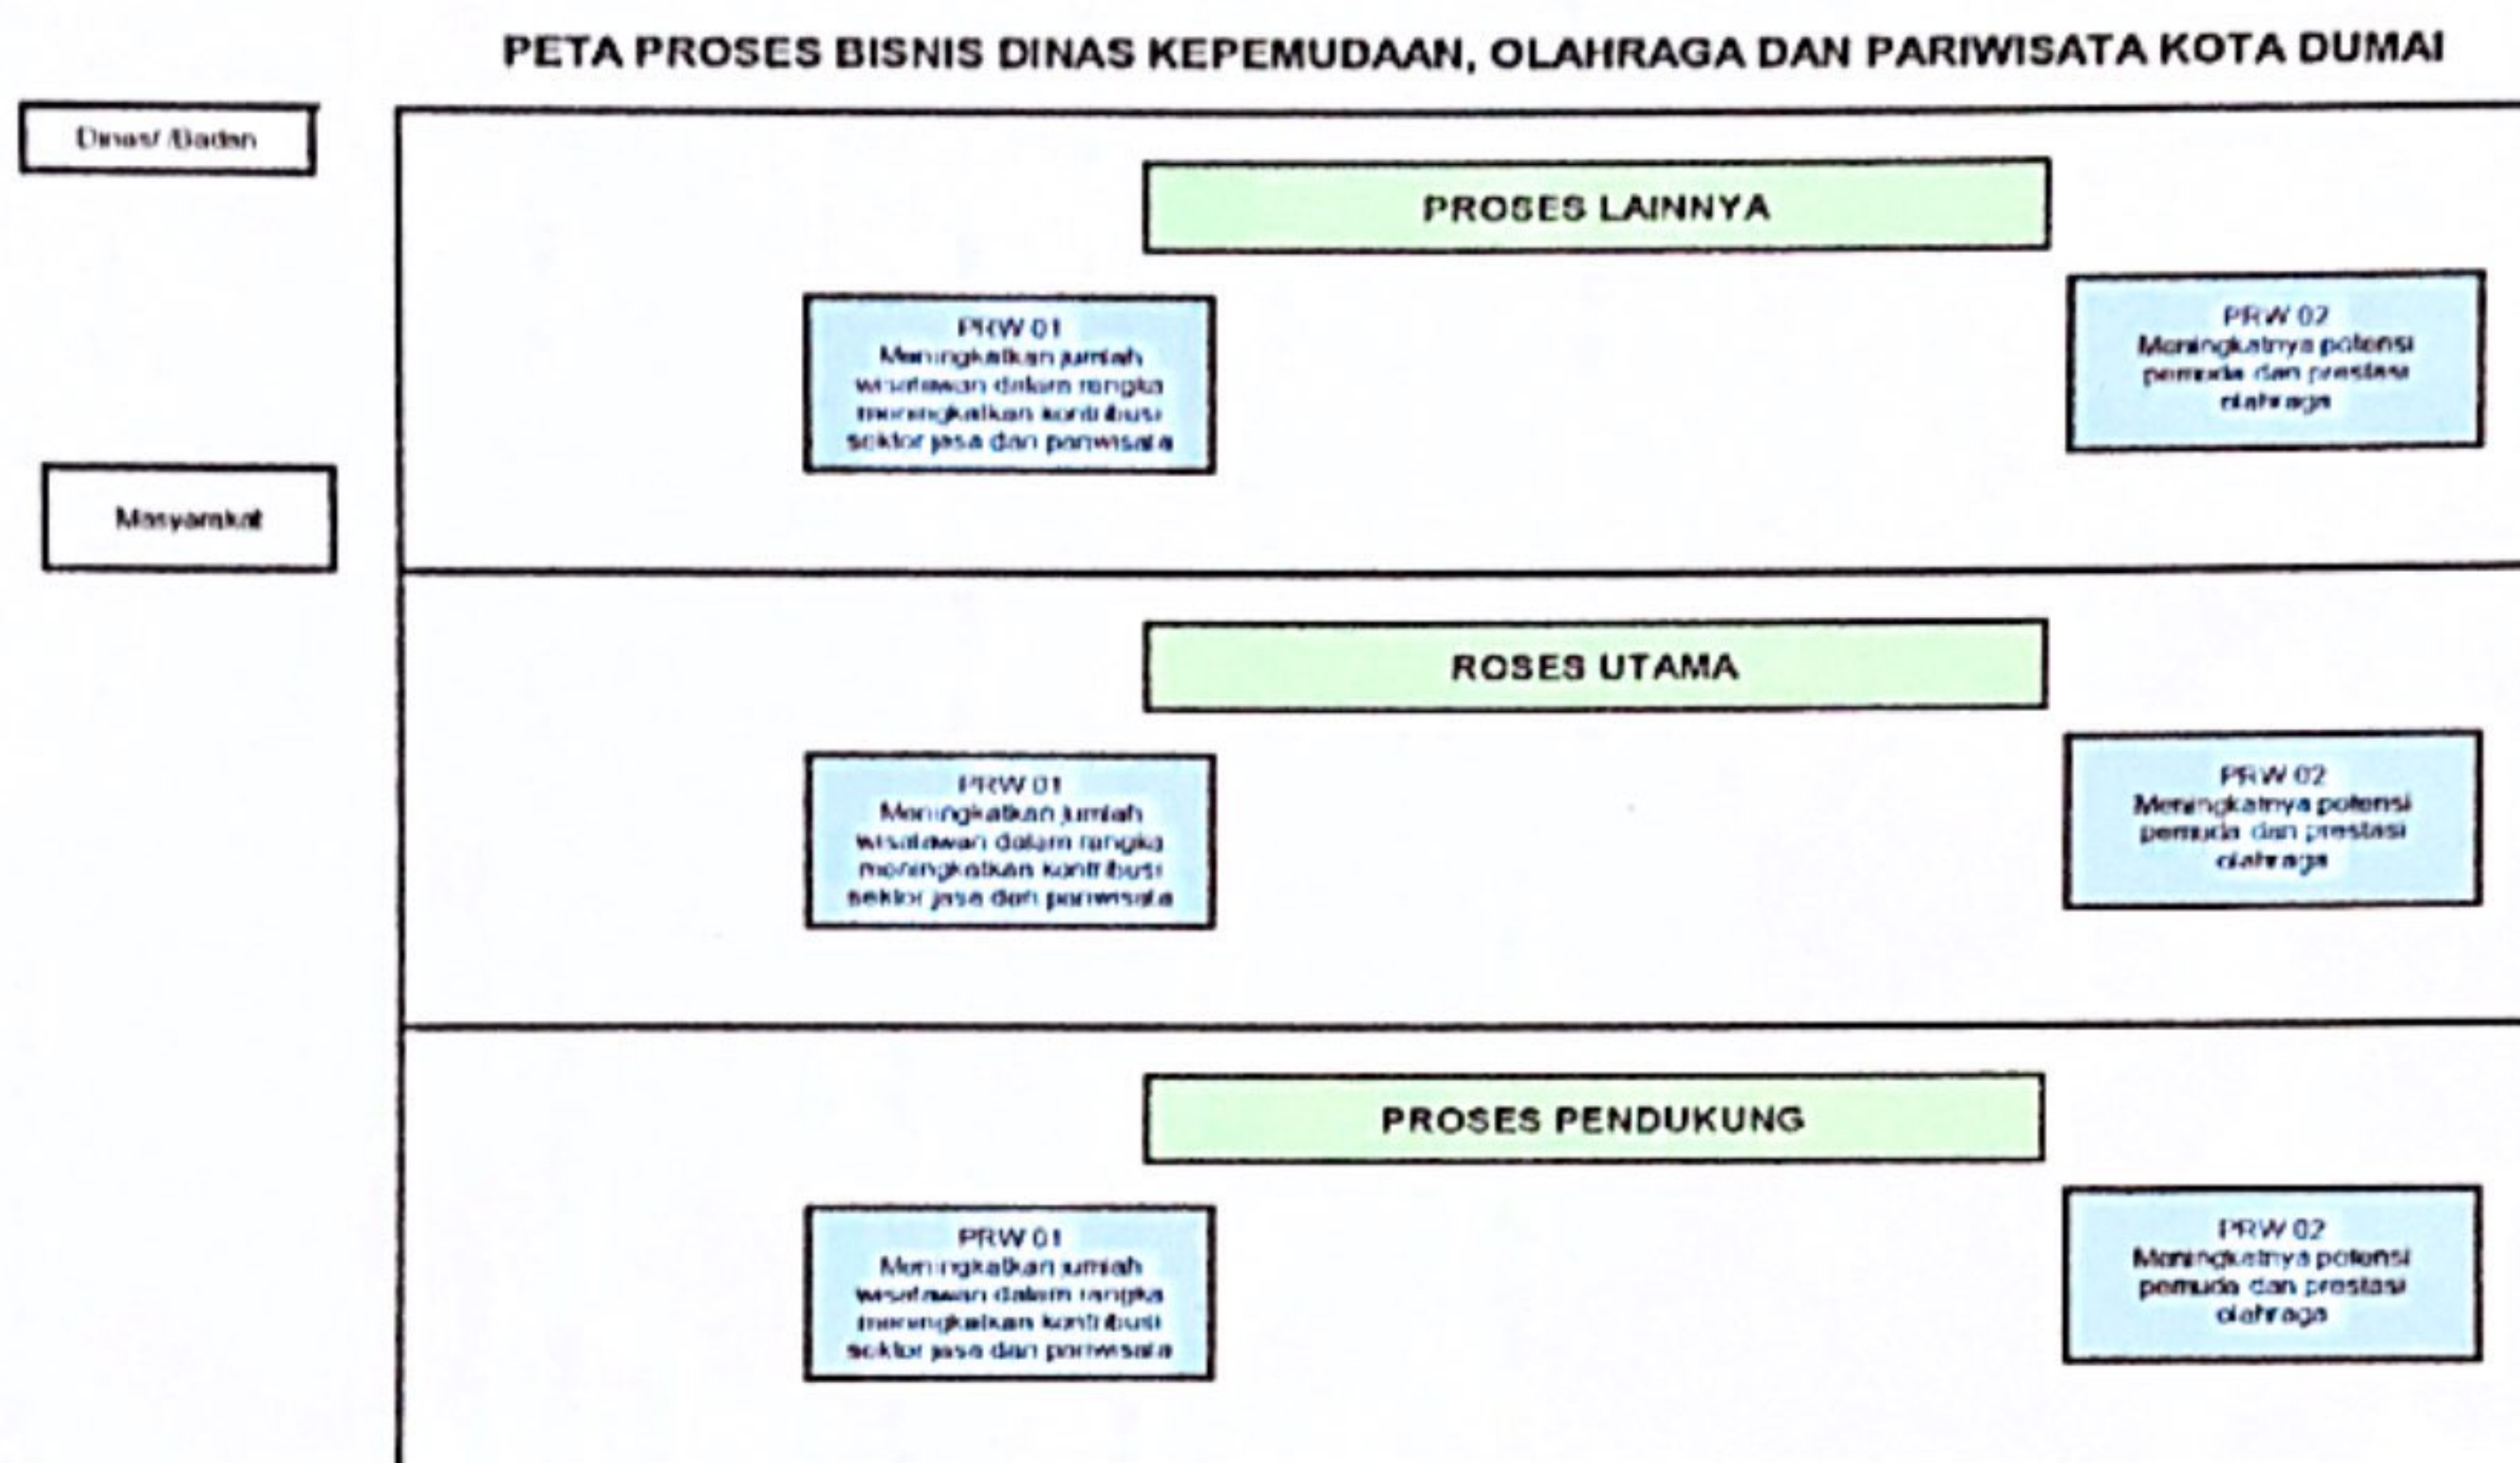 PETA PROSES BISNIS DINAS KEPEMUDAAN, OLAHRAGA DAN PARIWISATA KOTA DUMAI
Dinas/ /Badan
PROSES LAINNYA
PRW 01
Meningkatkan jumlah
wisatawan dalam rangka
meningkatkan kontribusi
sektor jasa dan pariwisata
PRW 02
Meningkatnya potensi
pemuda dan prestasi
olahraga
Masyarakat
ROSES UTAMA
PRW 01
Meningkatkan jumlah
wisatawan dalam rangka
meningkatkan kontribusi
sektor jasa dan pariwisata
PRW 02
Meningkatnya potensi
pemuda dan prestasi
olahraga
PROSES PENDUKUNG
PRW 01
Meningkatkan jumlah
wisatawan dalam rangka
meningkatkan kontribusi
sektor jasa dan pariwisata
PRW 02
Meningkatnya potensi
pemuda dan prestasi
olahraga